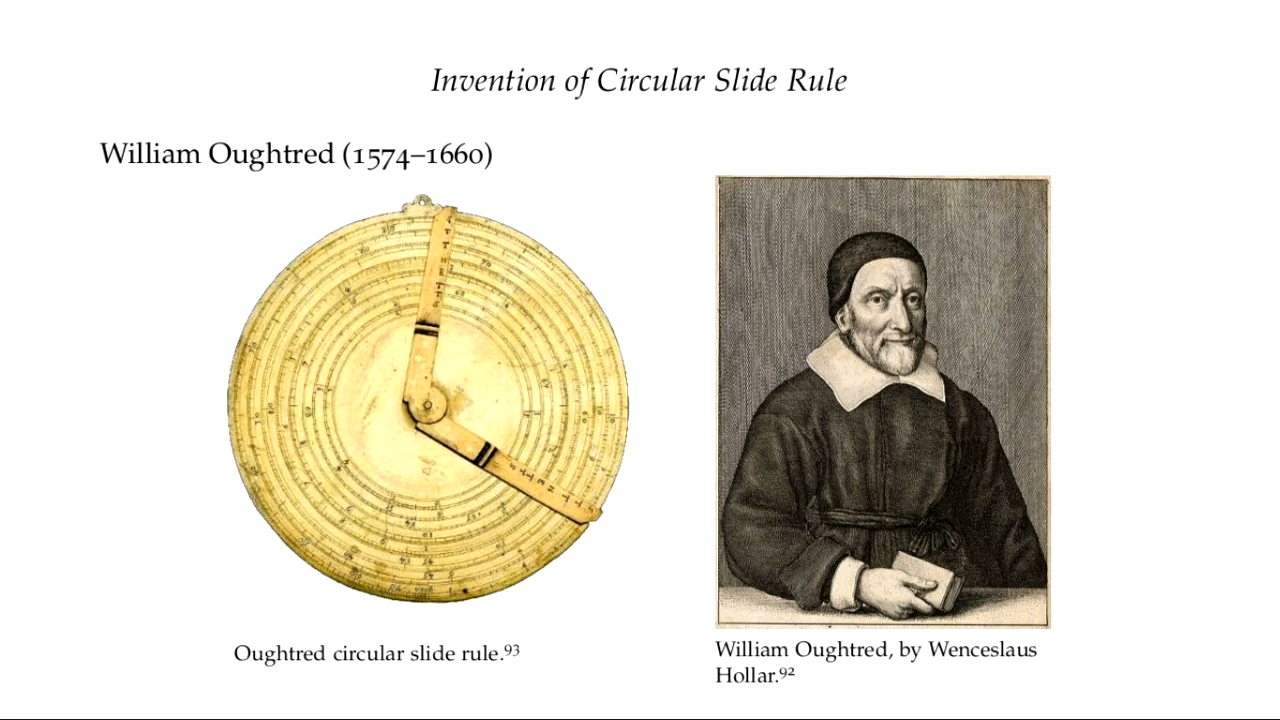 Invention of Circular Slide Rule
William Oughtred (1574–1660)
Oughtred circular slide rule.⁹³
William Oughtred, by Wenceslaus
Hollar.⁹²